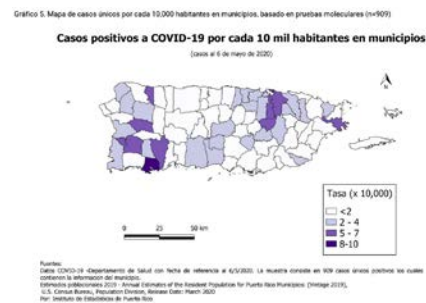 Gráfico 5. Mapa de casos únicos por cada 10,000 habitantes en municipios, basado en pruebas moleculares (n=909)
Casos positivos a COVID-19 por cada 10 mil habitantes en municipios
(casos al 6 de mayo de 2020)
N
Tasa (x 10,000)
<2
2 - 4
5 - 7
8-10
0 25 50 km
Fuentes:
Datos COVID-19 -Departamento de Salud con fecha de referencia al 6/5/2020. La muestra consiste en 909 casos únicos positivos los cuales
contienen la información del municipio.
Estimados poblacionales 2019 - Annual Estimates of the Resident Population for Puerto Rico Municipios (Vintage 2019),
U.S. Census Bureau, Population Division, Release Date: March 2020
Por: Instituto de Estadísticas de Puerto Rico